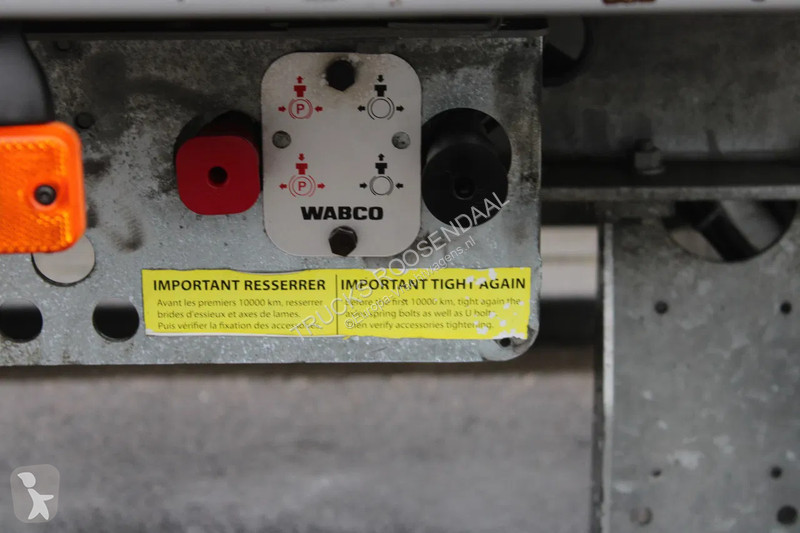 P
P
WABCO
IMPORTANT RESSERRER
Avant les premiers 10000 km, resserrer
brides d'essieux et axes de lames.
Puis vérifier la fixation des accessoires.
IMPORTANT TIGHT AGAIN
Before the first 10000 km, tight again the
axes spring bolts as well as U bolts.
Then verify accessories tightening.
TRUCKS ROOSENDAAL